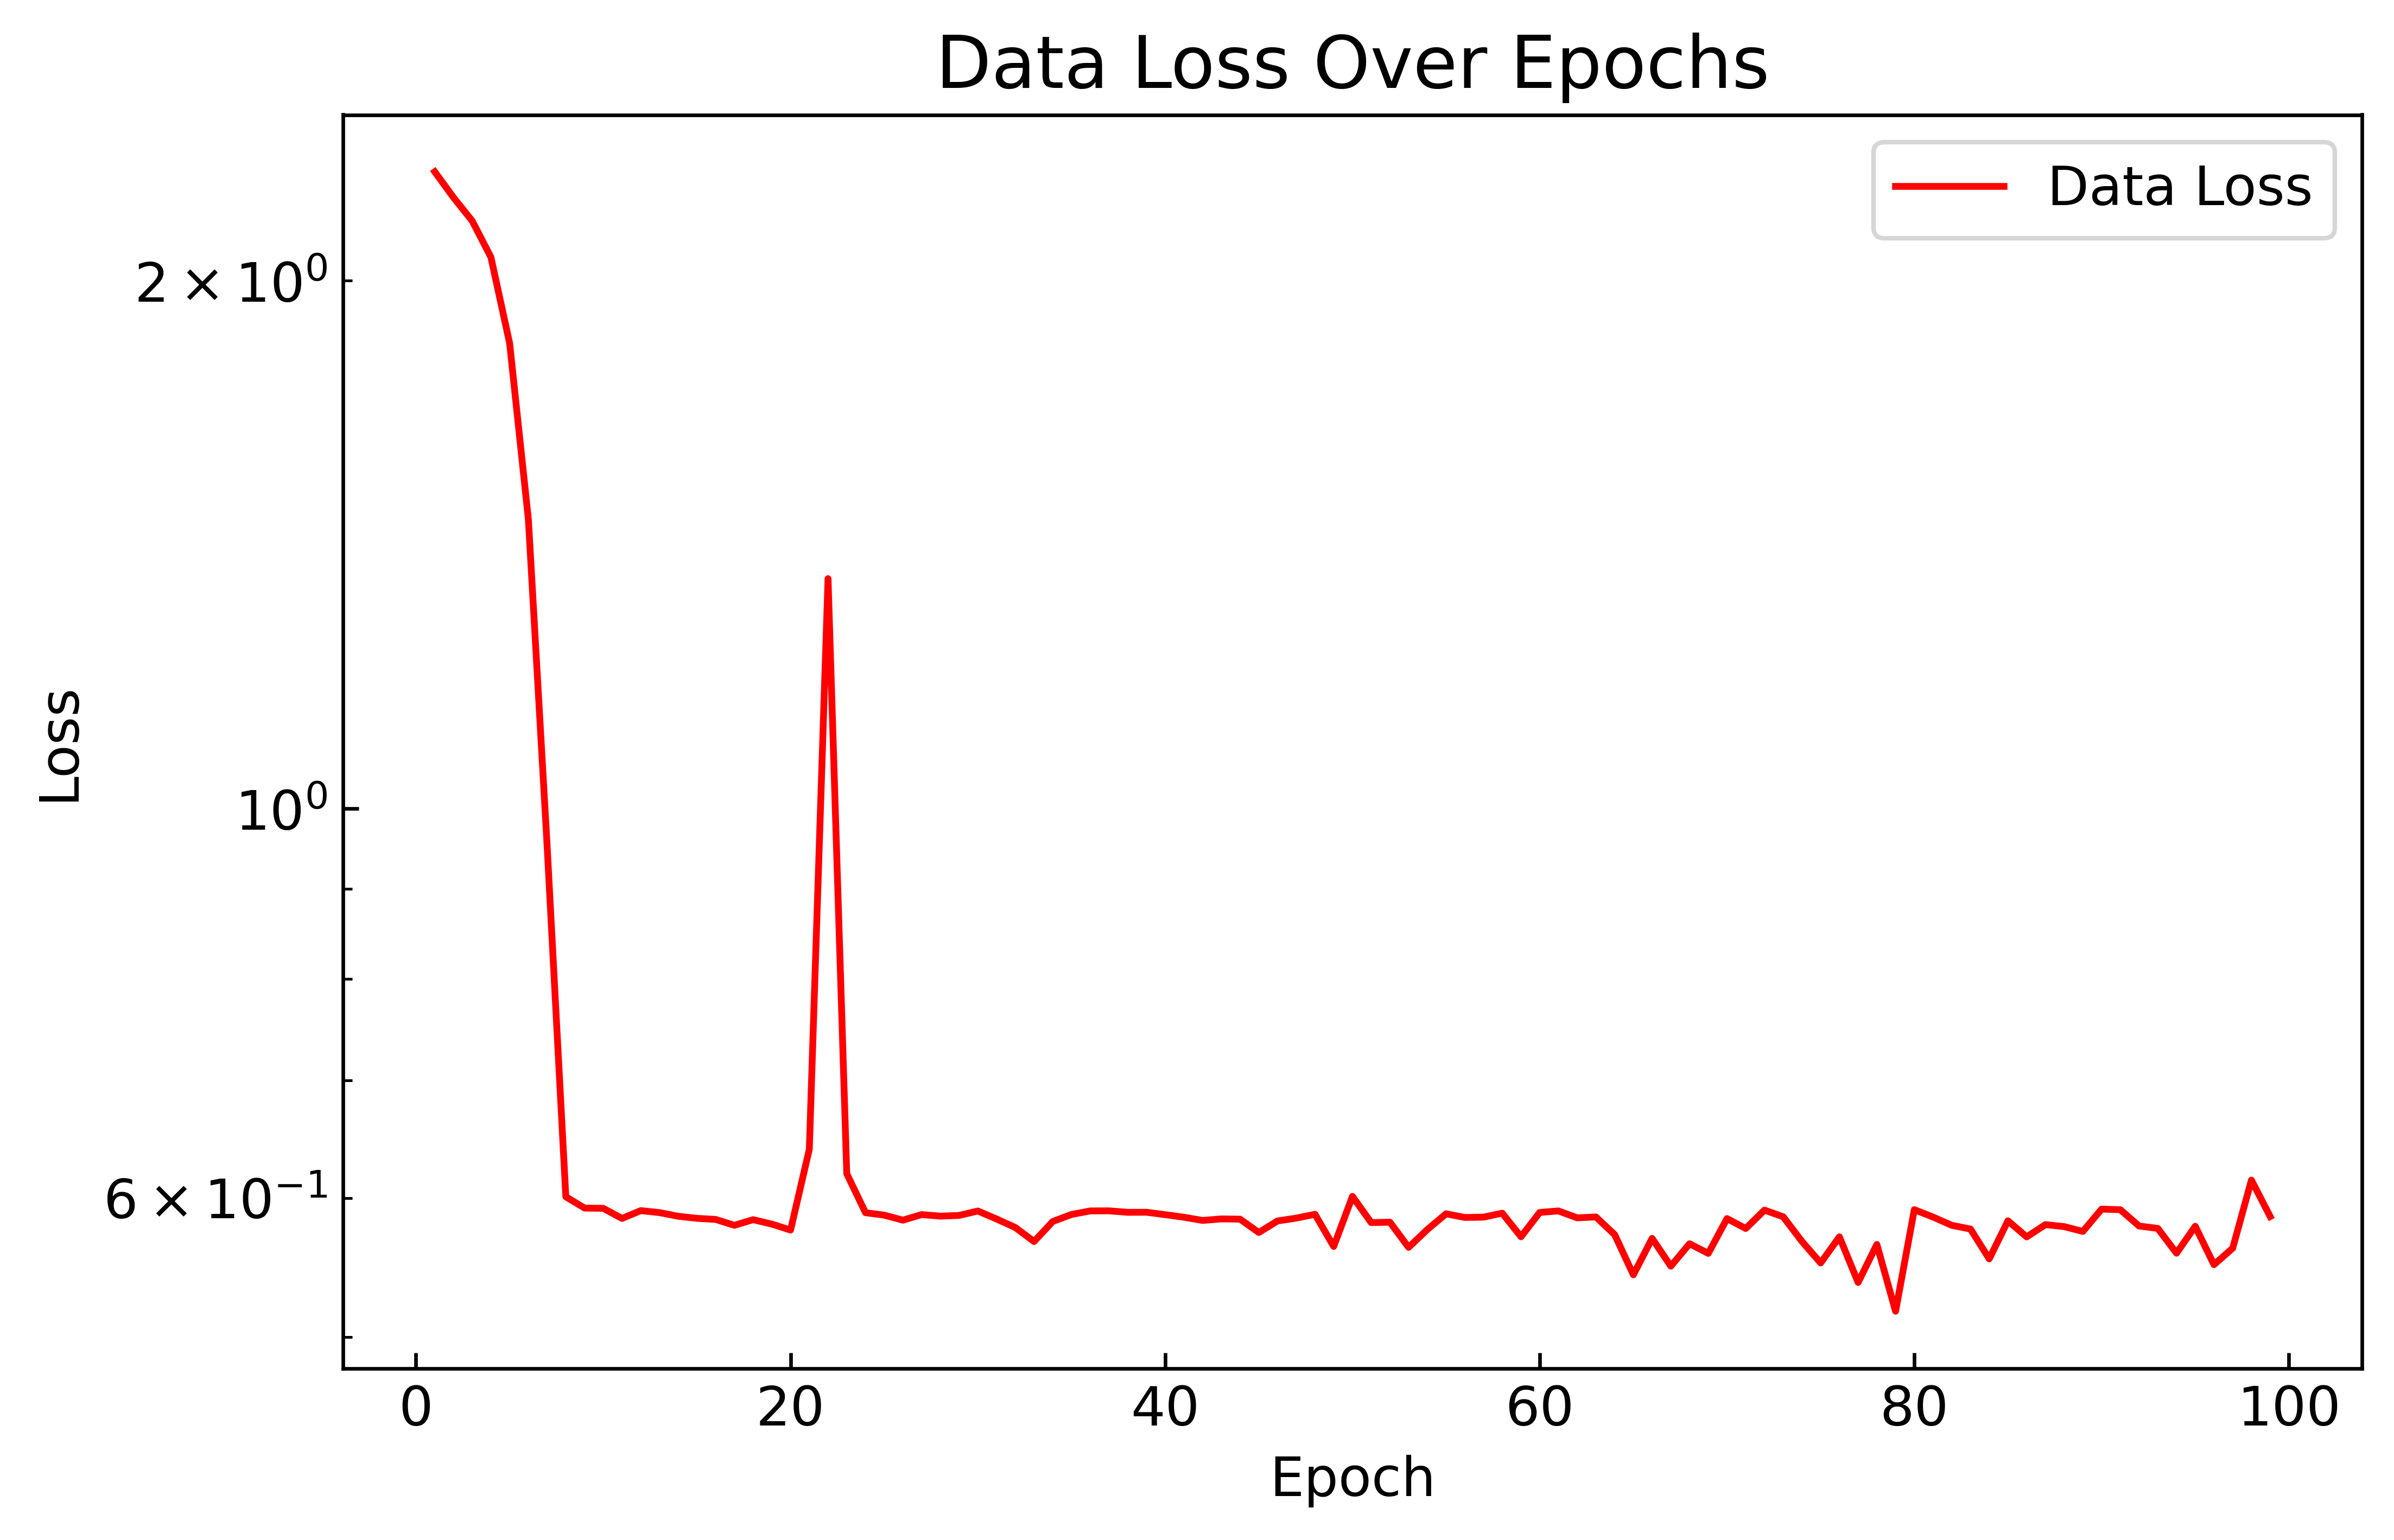 Data Loss Over Epochs
Data Loss
2 × 10⁰
10⁰
6 × 10⁻¹
Loss
0 20 40 60 80 100
Epoch